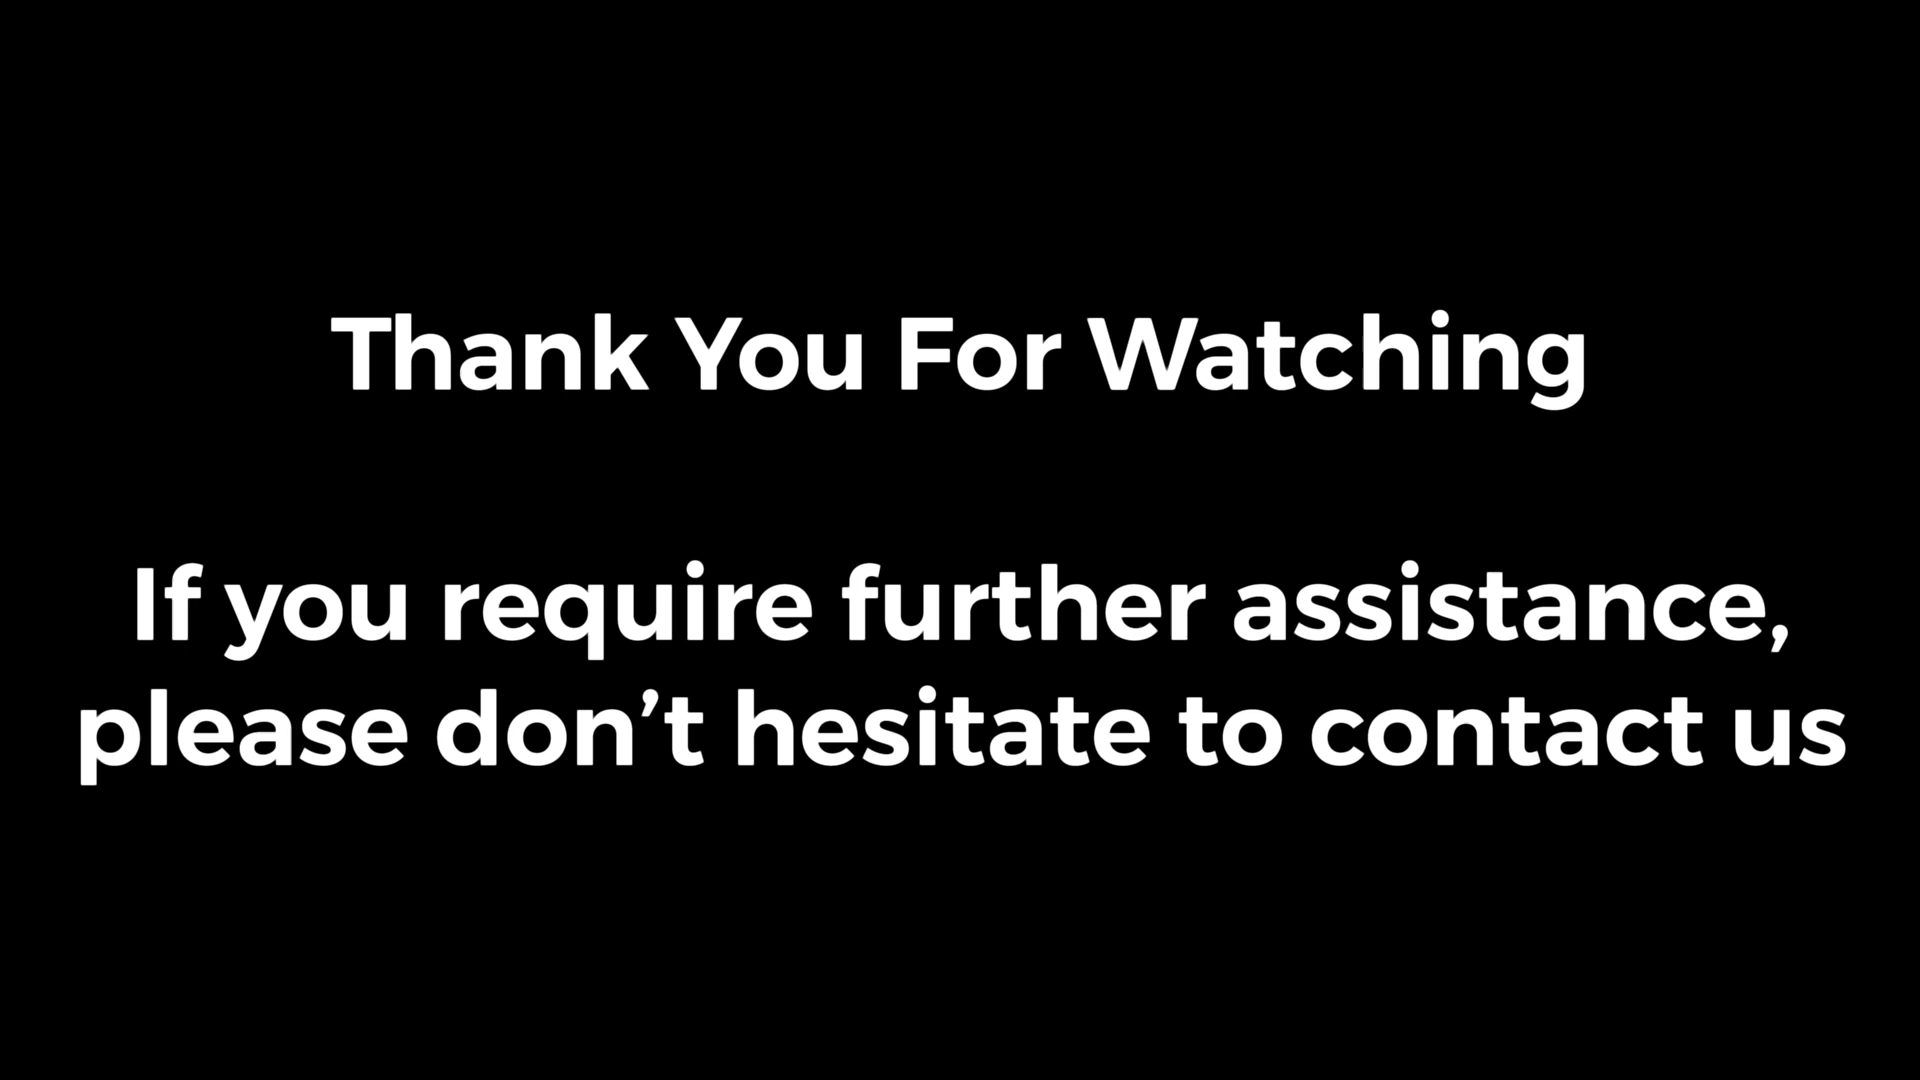 Thank You For Watching
If you require further assistance,
please don’t hesitate to contact us